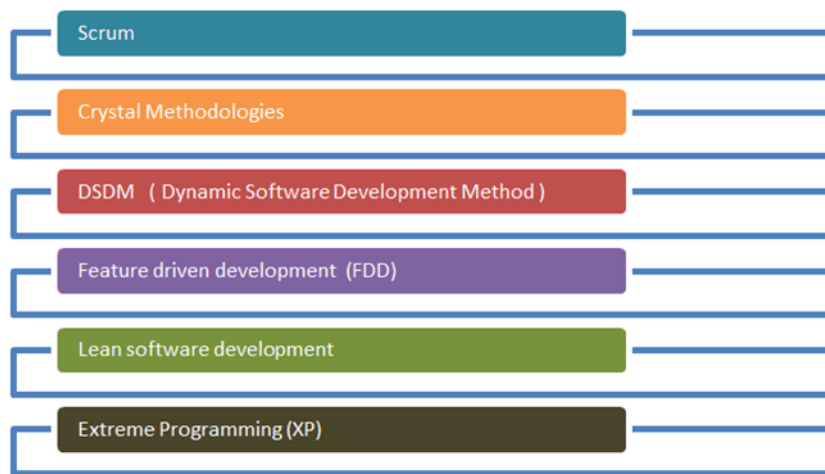 Scrum
Crystal Methodologies
DSDM ( Dynamic Software Development Method )
Feature driven development (FDD)
Lean software development
Extreme Programming (XP)